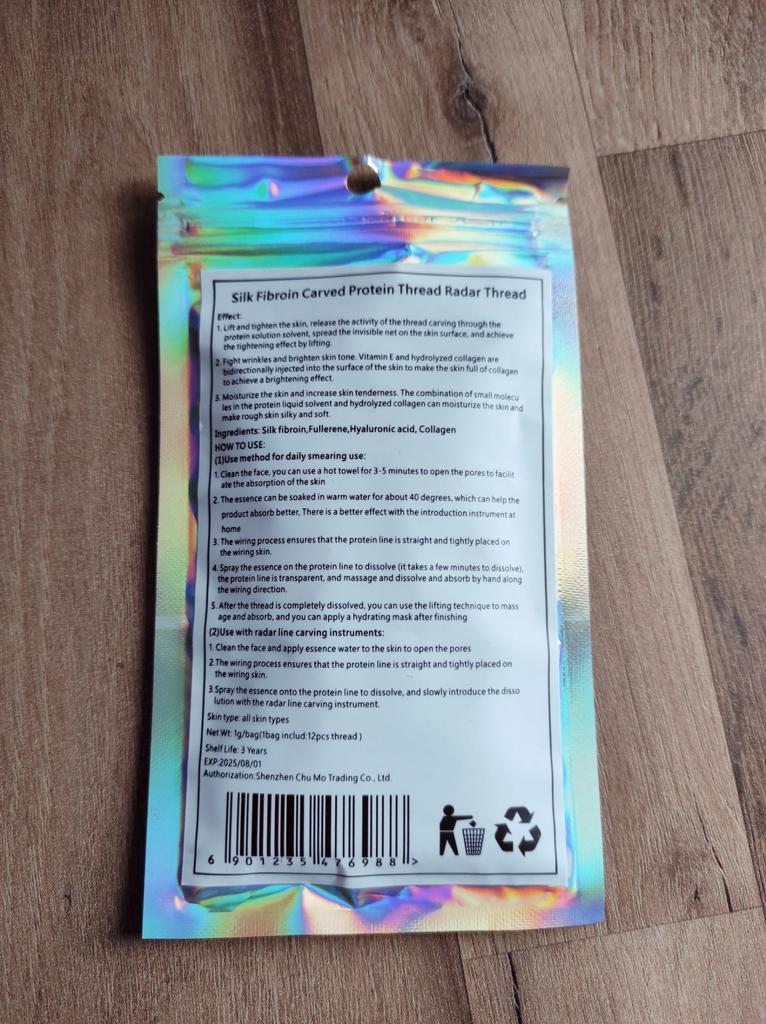 Silk Fibroin Carved Protein Thread Radar Thread
Effect:
1. Lift and tighten the skin, release the activity of the thread carving through the
protein solution solvent, spread the invisible net on the skin surface, and achieve
the tightening effect by lifting.
2. Fight wrinkles and brighten skin tone. Vitamin E and hydrolyzed collagen are
bidirectionally injected into the surface of the skin to make the skin full of collagen
to achieve a brightening effect.
3. Moisturize the skin and increase skin tenderness. The combination of small molecu
les in the protein liquid solvent and hydrolyzed collagen can moisturize the skin and
make rough skin silky and soft.
Ingredients: Silk fibroin,Fullerene,Hyaluronic acid, Collagen
HOW TO USE:
(1)Use method for daily smearing use:
1. Clean the face, you can use a hot towel for 3-5 minutes to open the pores to facilit
ate the absorption of the skin
2. The essence can be soaked in warm water for about 40 degrees, which can help the
product absorb better, There is a better effect with the introduction instrument at
home
3. The wiring process ensures that the protein line is straight and tightly placed on
the wiring skin.
4. Spray the essence on the protein line to dissolve (it takes a few minutes to dissolve),
the protein line is transparent, and massage and dissolve and absorb by hand along
the wiring direction.
5. After the thread is completely dissolved, you can use the lifting technique to mass
age and absorb, and you can apply a hydrating mask after finishing
(2)Use with radar line carving instruments:
1. Clean the face and apply essence water to the skin to open the pores
2.The wiring process ensures that the protein line is straight and tightly placed on
the wiring skin.
3.Spray the essence onto the protein line to dissolve, and slowly introduce the disso
lution with the radar line carving instrument.
Skin type: all skin types
Net Wt: 1g/bag(1bag includ:12pcs thread )
Shelf Life: 3 Years
EXP:2025/08/01
Authorization:Shenzhen Chu Mo Trading Co., Ltd.
6 901235 476988 >